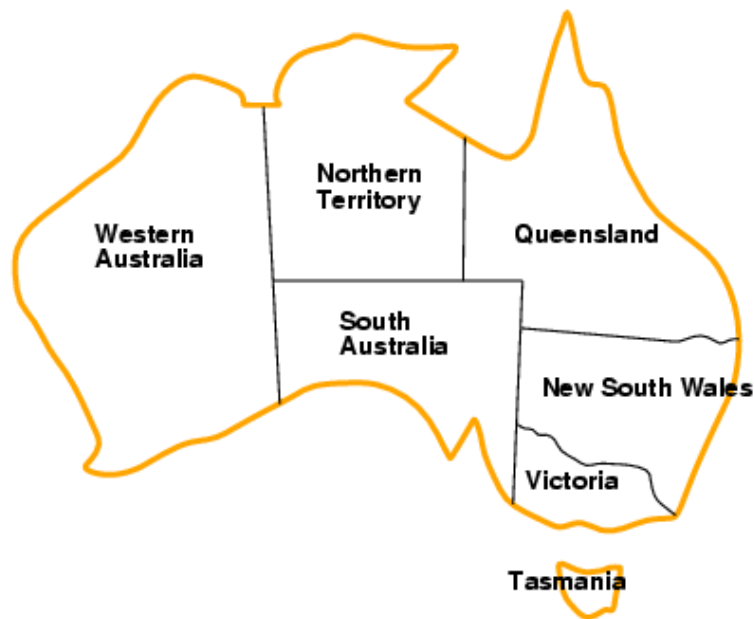 Northern
Territory
Western
Australia
Queensland
South
Australia
New South Wales
Victoria
Tasmania